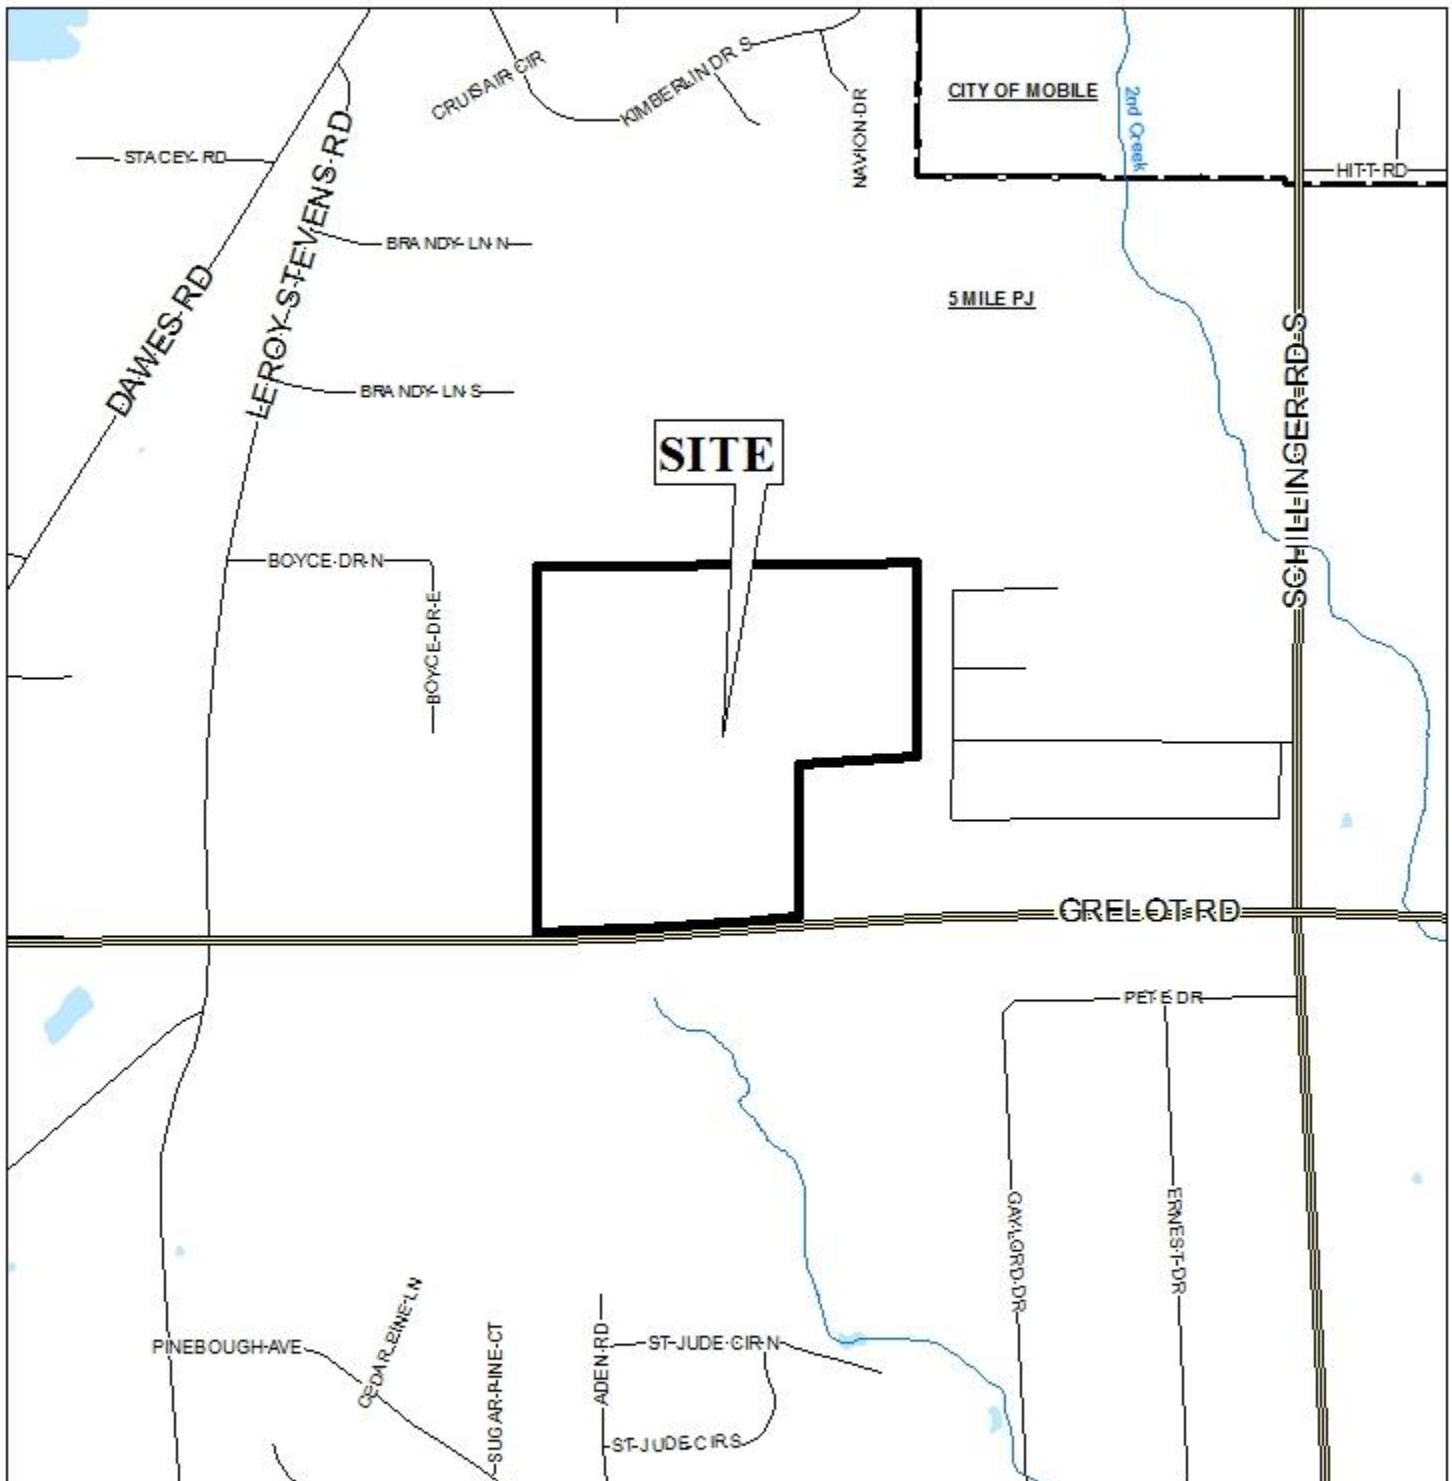 CRUISAIR CIR
KIMBERLIN DR S
NAVION DR
CITY OF MOBILE
2nd Creek
HITT RD
STACEY RD
LEROY STEVENS RD
BRANDY LN N
DAWES RD
5 MILE PJ
SCHILLINGER RD S
BRANDY LN S
SITE
BOYCE DR N
BOYCE DR E
GRELOT RD
PETE DR
GAYLORD DR
ERNEST DR
PINEBOUGH AVE
CEDAR PINE LN
SUGAR PINE CT
ADEN RD
ST JUDE CIR N
ST JUDE CIR S